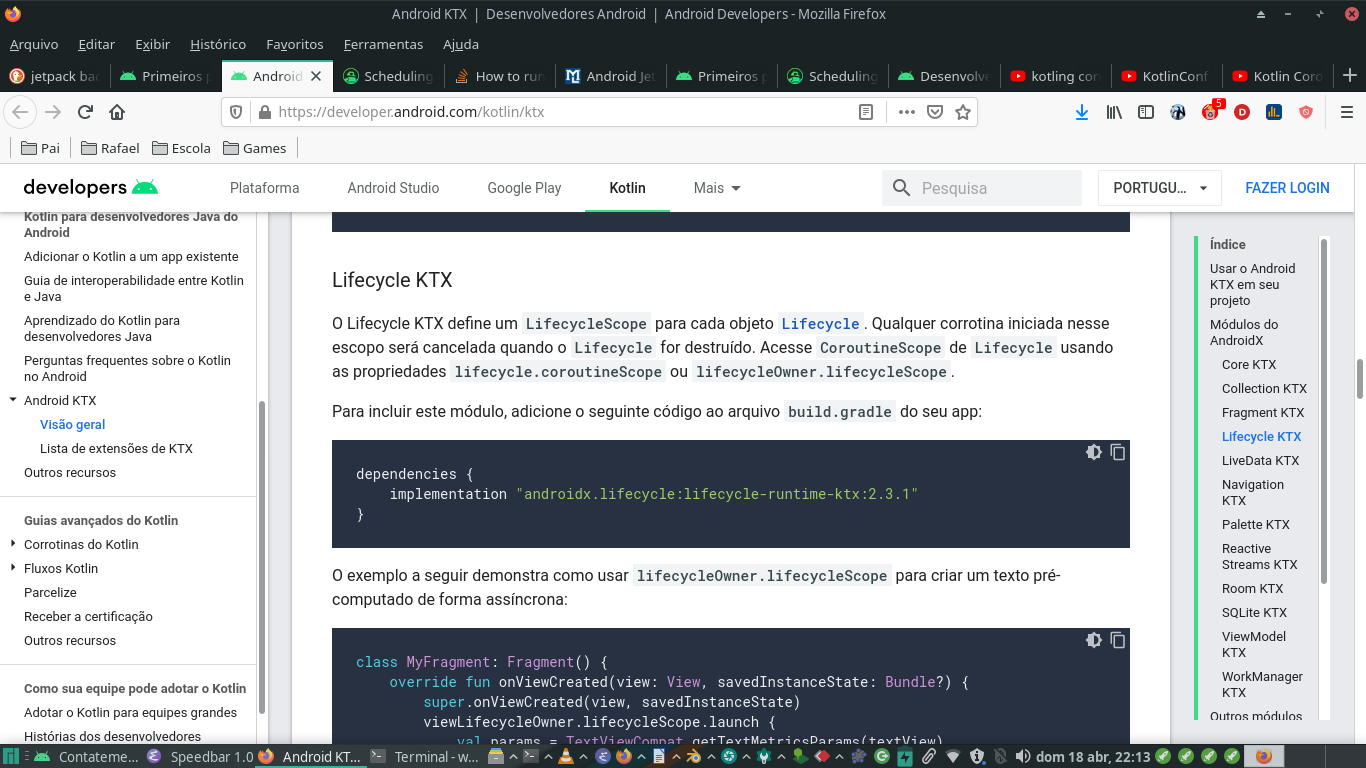 Android KTX | Desenvolvedores Android | Android Developers - Mozilla Firefox
Arquivo Editar Exibir Histórico Favoritos Ferramentas Ajuda
jetpack bac
Primeiros p
Android
Scheduling
How to run
Android Jet
Primeiros p
Scheduling
Desenvolve
kotling cor
KotlinConf
Kotlin Coro
https://developer.android.com/kotlin/ktx
5
Pai Rafael Escola Games
developers
Plataforma Android Studio Google Play Kotlin Mais
Pesquisa
PORTUGU...
FAZER LOGIN
Kotlin para desenvolvedores Java do
Android
Adicionar o Kotlin a um app existente
Guia de interoperabilidade entre Kotlin
e Java
Aprendizado do Kotlin para
desenvolvedores Java
Perguntas frequentes sobre o Kotlin
no Android
Android KTX
Visão geral
Lista de extensões de KTX
Outros recursos
Guias avançados do Kotlin
Corrotinas do Kotlin
Fluxos Kotlin
Parcelize
Receber a certificação
Outros recursos
Como sua equipe pode adotar o Kotlin
Adotar o Kotlin para equipes grandes
Histórias dos desenvolvedores
Lifecycle KTX
O Lifecycle KTX define um LifecycleScope para cada objeto Lifecycle. Qualquer corrotina iniciada nesse
escopo será cancelada quando o Lifecycle for destruído. Acesse CoroutineScope de Lifecycle usando
as propriedades lifecycle.coroutineScope ou lifecycleOwner.lifecycleScope.
Para incluir este módulo, adicione o seguinte código ao arquivo build.gradle do seu app:
dependencies {
implementation "androidx.lifecycle:lifecycle-runtime-ktx:2.3.1"
}
O exemplo a seguir demonstra como usar lifecycleOwner.lifecycleScope para criar um texto pré-
computado de forma assíncrona:
class MyFragment: Fragment() {
override fun onViewCreated(view: View, savedInstanceState: Bundle?) {
super.onViewCreated(view, savedInstanceState)
viewLifecycleOwner.lifecycleScope.launch {
val params = TextViewCompat.getTextMetricsParams(textView)
Índice
Usar o Android
KTX em seu
projeto
Módulos do
AndroidX
Core KTX
Collection KTX
Fragment KTX
Lifecycle KTX
LiveData KTX
Navigation
KTX
Palette KTX
Reactive
Streams KTX
Room KTX
SQLite KTX
ViewModel
KTX
WorkManager
KTX
Outros módulos
Contateme...
Speedbar 1.0
Android KT...
Terminal - w...
dom 18 abr, 22:13